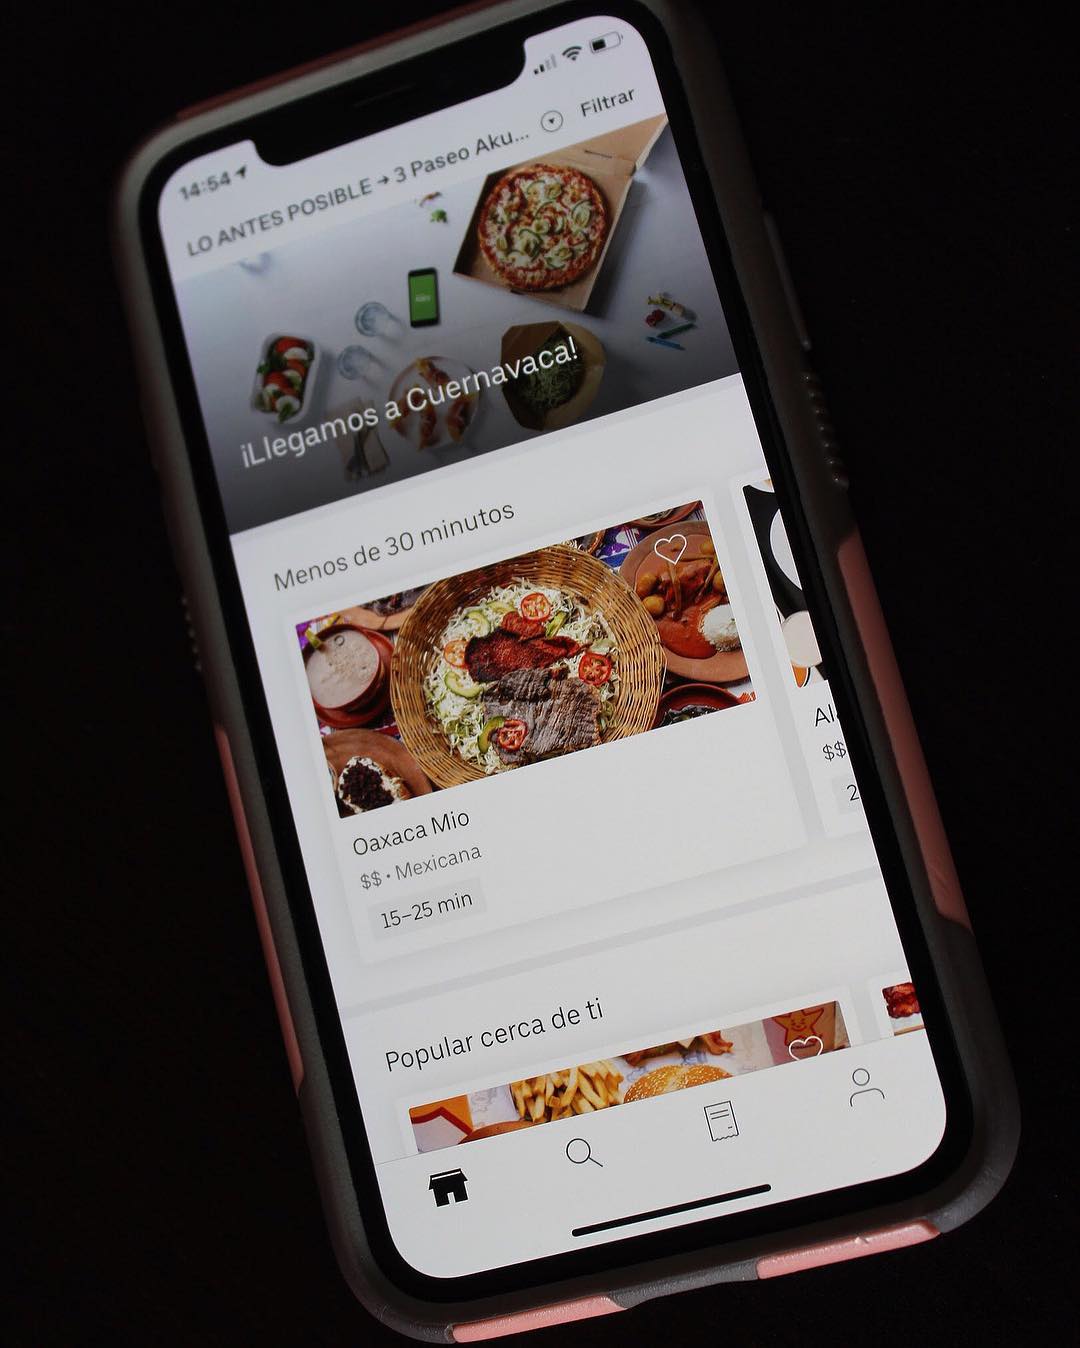 14:54
LO ANTES POSIBLE → 3 Paseo Aku...
Filtrar
¡Llegamos a Cuernavaca!
Menos de 30 minutos
Oaxaca Mio
$$ • Mexicana
15–25 min
Al
$$
2
Popular cerca de ti